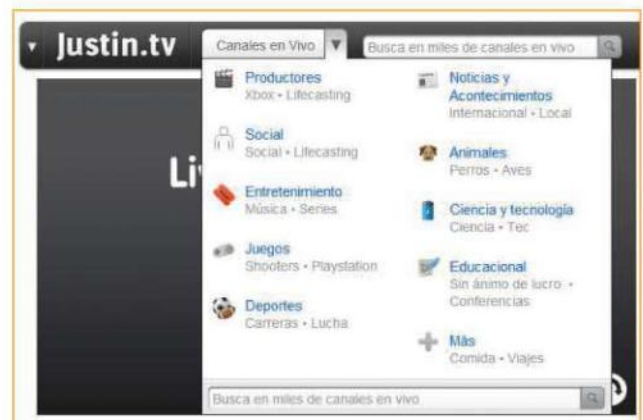 Justin.tv
Canales en Vivo
Busca en miles de canales en vivo
Productores
Xbox • Lifecasting
Social
Social • Lifecasting
Entretenimiento
Música • Series
Juegos
Shooters • Playstation
Deportes
Carreras • Lucha
Noticias y
Acontecimientos
Internacional • Local
Animales
Perros • Aves
Ciencia y tecnología
Ciencia • Tec
Educacional
Sin ánimo de lucro •
Conferencias
Más
Comida • Viajes
Busca en miles de canales en vivo
Li